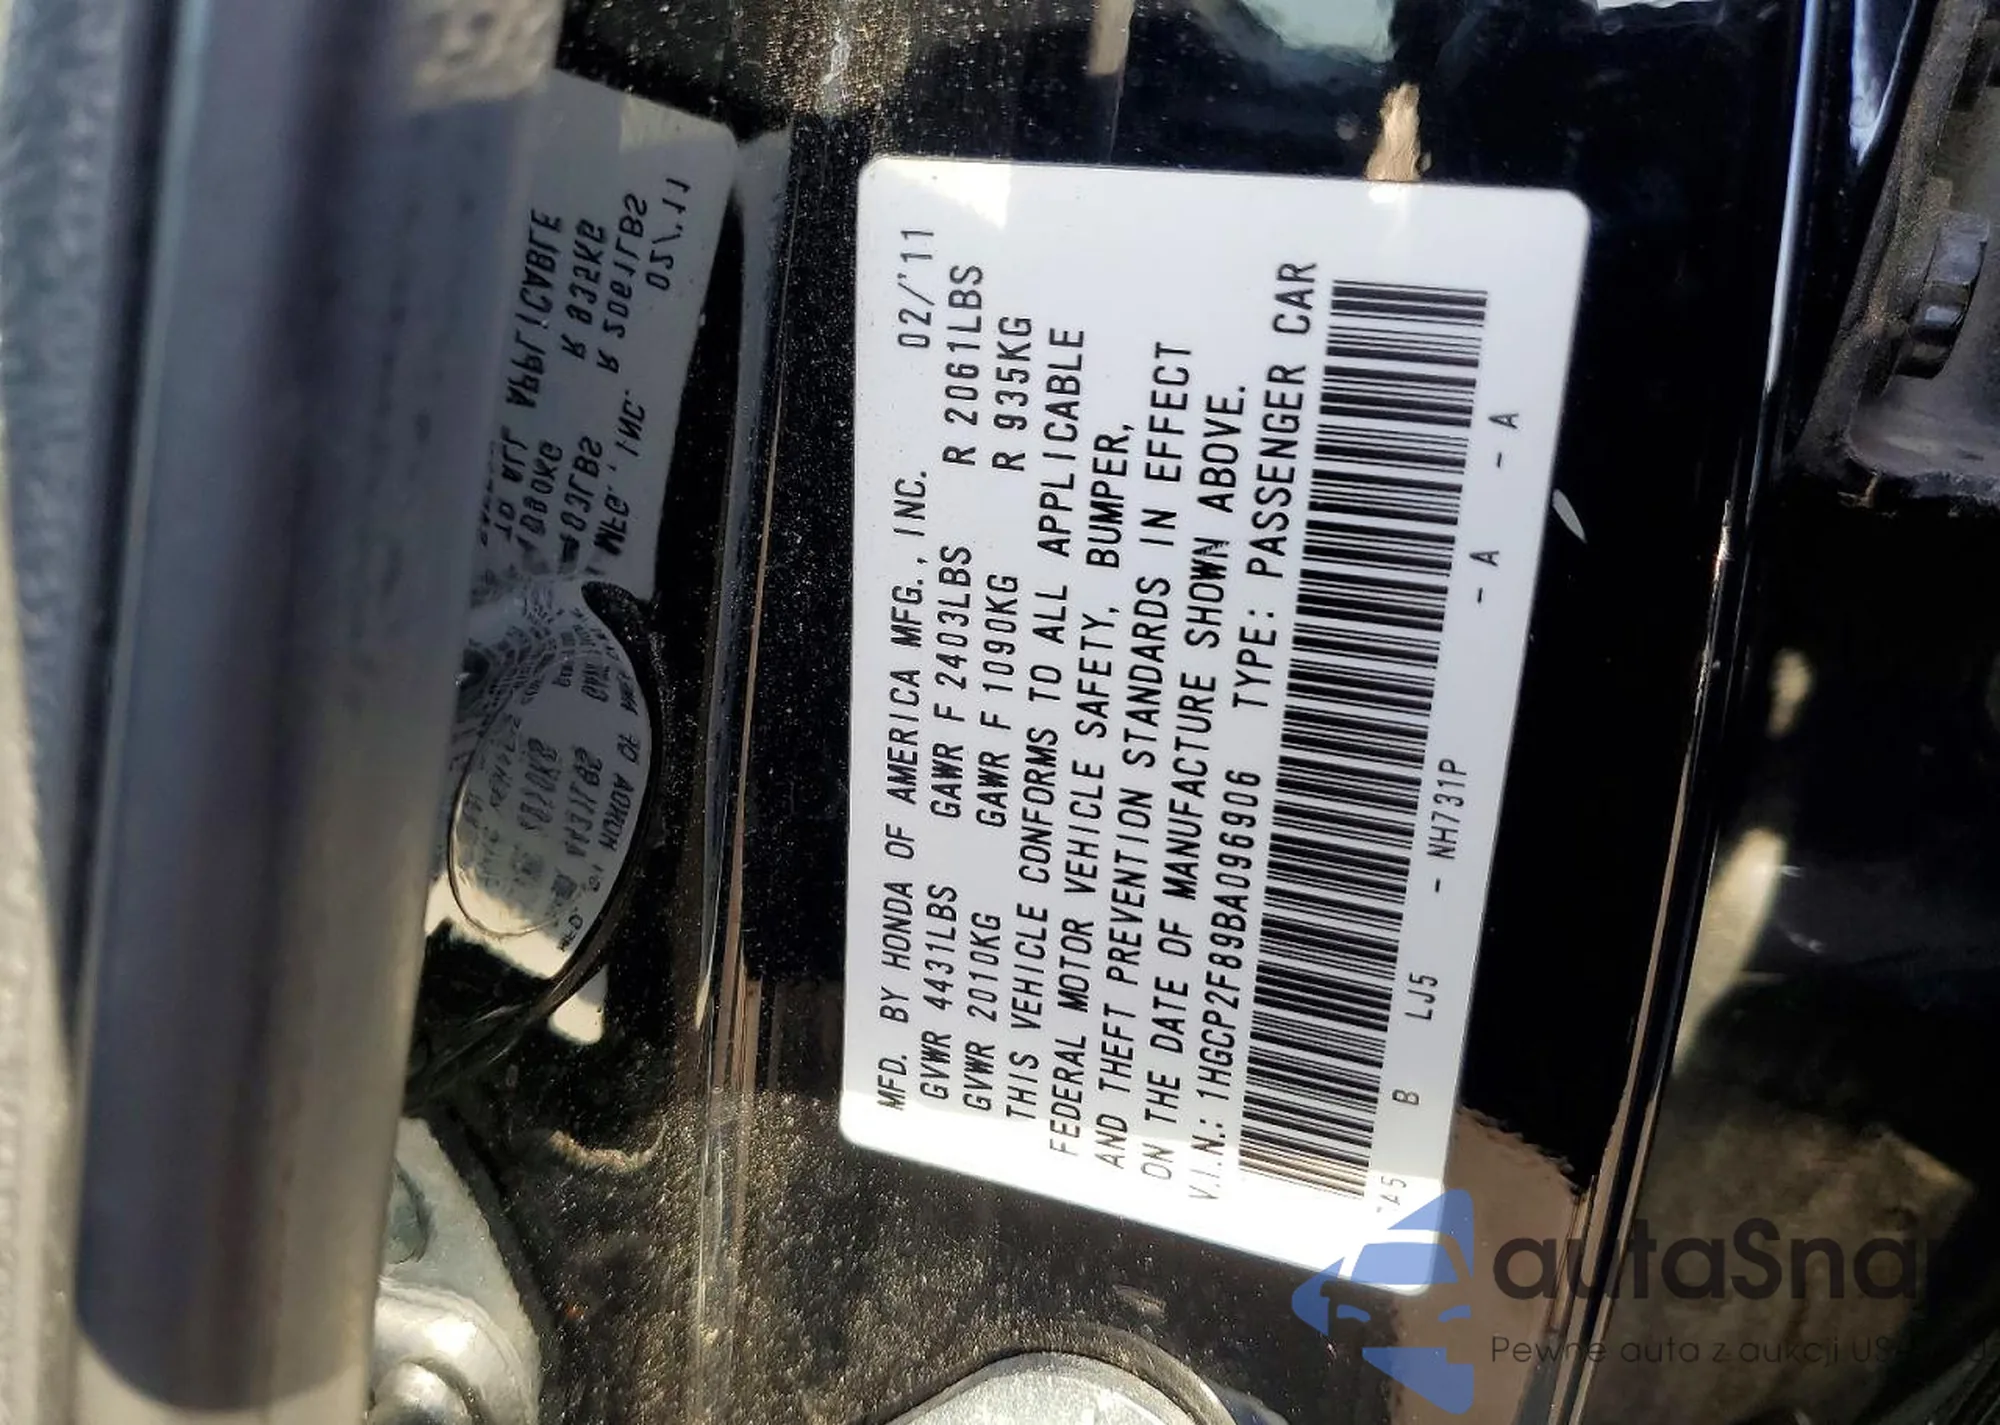 MFD. BY HONDA OF AMERICA MFG., INC. 02/'11
GVWR 4431LBS GAWR F 2403LBS R 2061LBS
GVWR 2010KG GAWR F 1090KG R 935KG
THIS VEHICLE CONFORMS TO ALL APPLICABLE
FEDERAL MOTOR VEHICLE SAFETY, BUMPER,
AND THEFT PREVENTION STANDARDS IN EFFECT
ON THE DATE OF MANUFACTURE SHOWN ABOVE.
V.I.N.: 1HGCP2F89BA096906 TYPE: PASSENGER CAR
TA5 B LJ5 - NH731P - A - A
autaSna
Pewne auta z aukcji